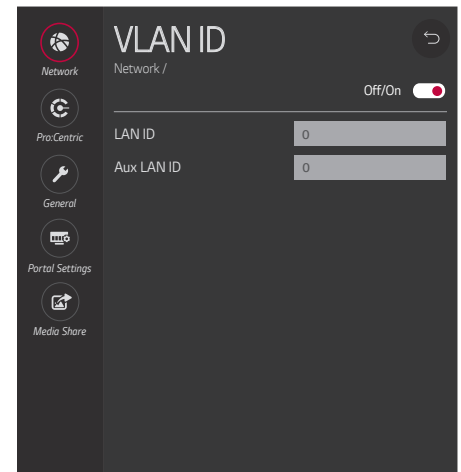 VLAN ID
Network /
Off/On
LAN ID 0
Aux LAN ID 0
Network
Pro:Centric
General
Portal Settings
Media Share